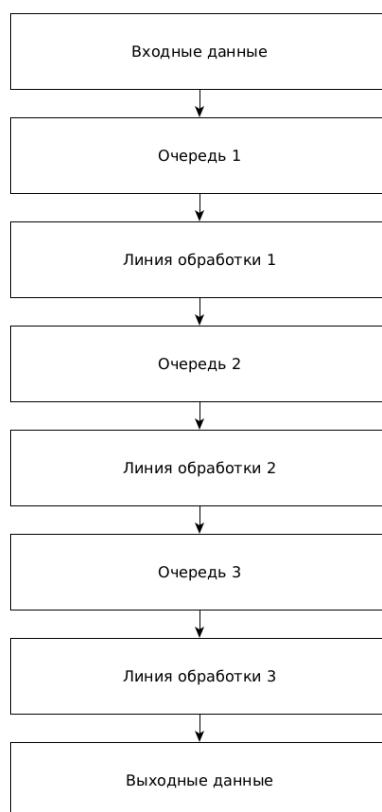 Входные данные
Очередь 1
Линия обработки 1
Очередь 2
Линия обработки 2
Очередь 3
Линия обработки 3
Выходные данные